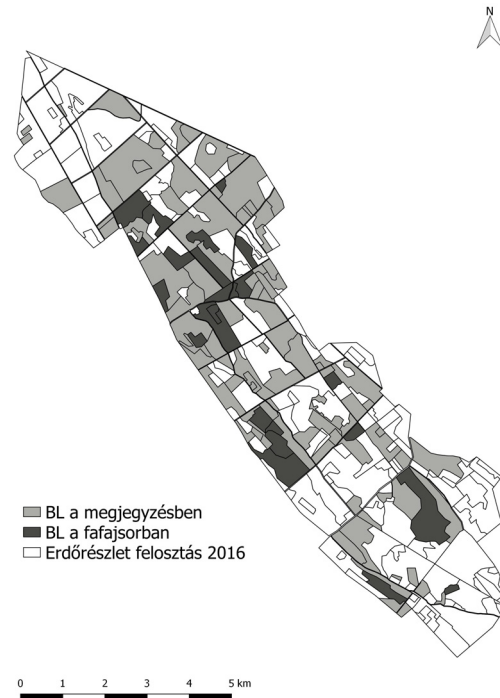 N
BL a megjegyzésben
BL a fafajsorban
Erdőrészlet felosztás 2016
0 1 2 3 4 5 km